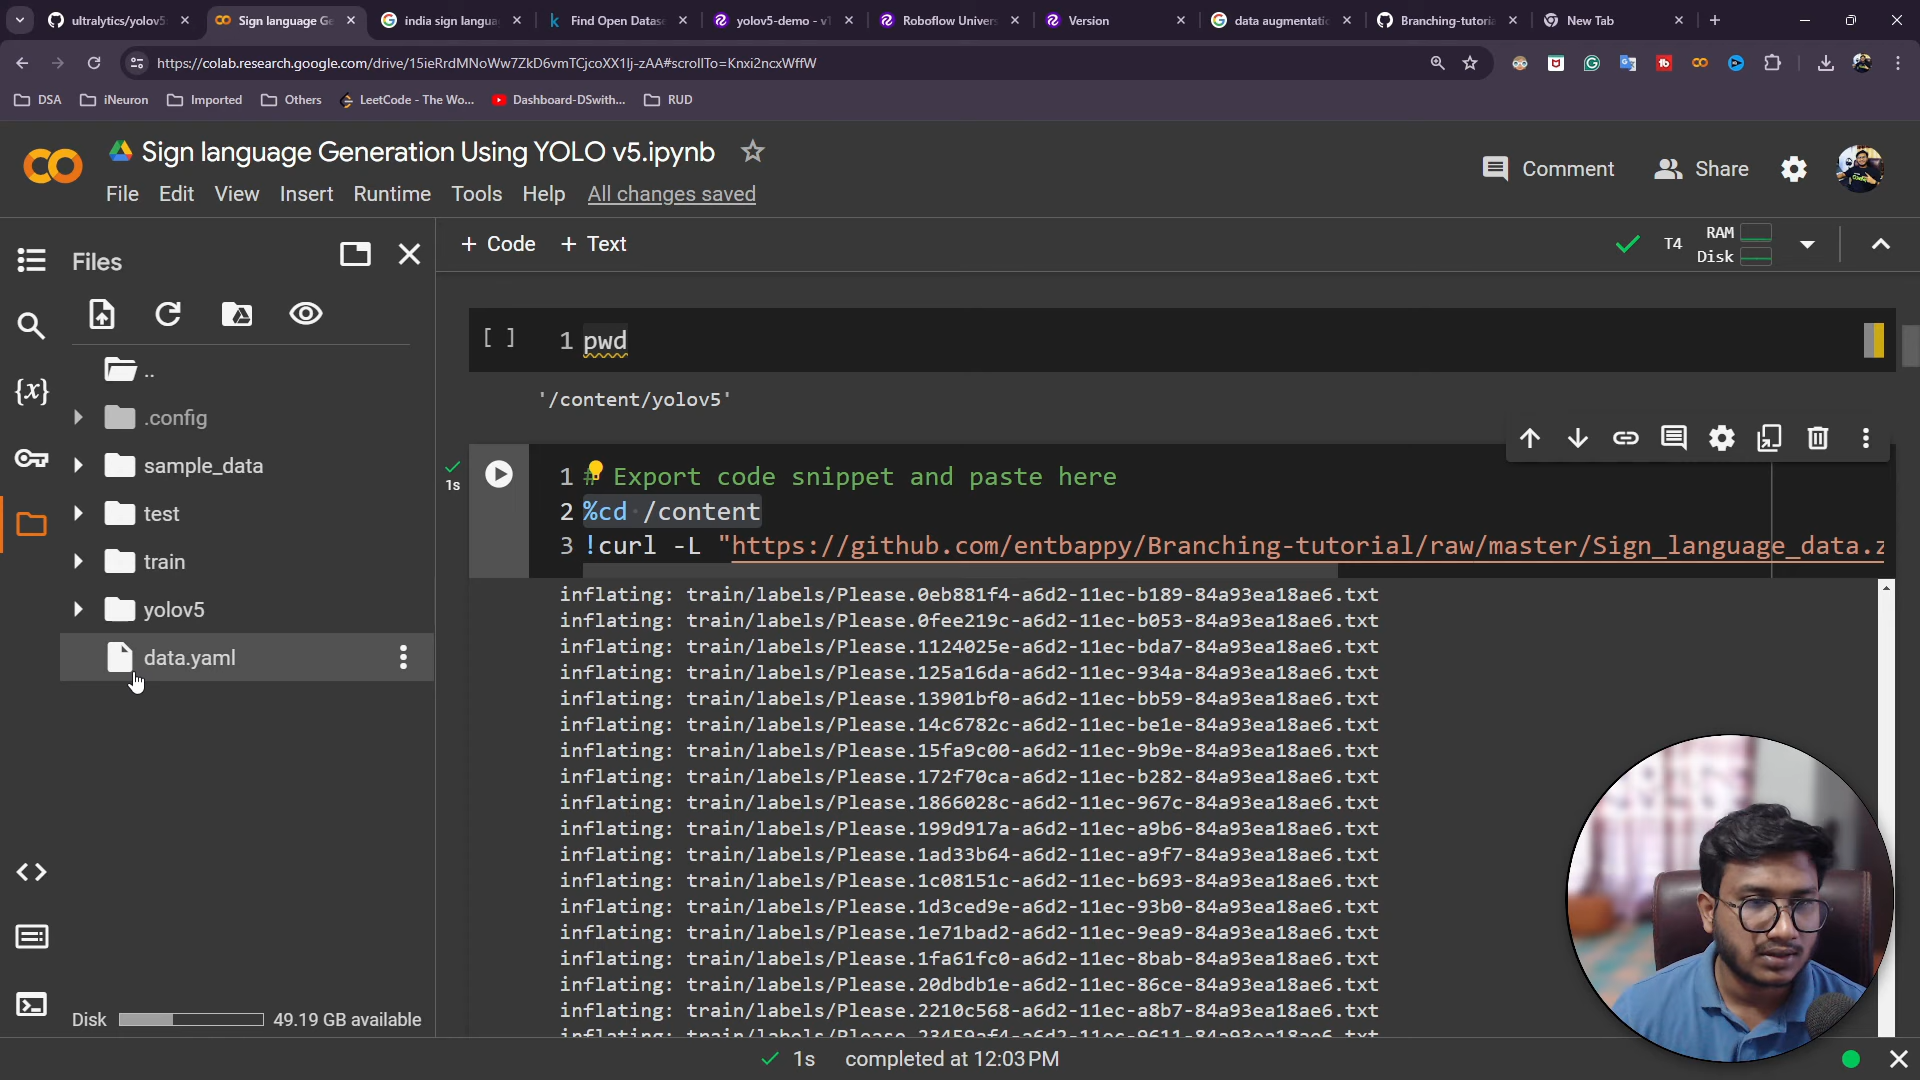 ultralytics/yolov5:
Sign language Ge
india sign langua
Find Open Datase
yolov5-demo - v1
Roboflow Univers
Version
data augmentatio
Branching-tutoria
New Tab
https://colab.research.google.com/drive/15ieRrdMNoWw7ZkD6vmTCjcoXX1lj-zAA#scrollTo=Knxi2ncxWffW
DSA
iNeuron
Imported
Others
LeetCode - The Wo...
Dashboard-DSwith...
RUD
Sign language Generation Using YOLO v5.ipynb
File Edit View Insert Runtime Tools Help All changes saved
Comment
Share
Files
+ Code + Text
T4
RAM
Disk
..
.config
sample_data
test
train
yolov5
data.yaml
Disk 49.19 GB available
[ ] 1 pwd
'/content/yolov5'
1s
1 # Export code snippet and paste here
2 %cd /content
3 !curl -L "https://github.com/entbappy/Branching-tutorial/raw/master/Sign_language_data.z
inflating: train/labels/Please.0eb881f4-a6d2-11ec-b189-84a93ea18ae6.txt
inflating: train/labels/Please.0fee219c-a6d2-11ec-b053-84a93ea18ae6.txt
inflating: train/labels/Please.1124025e-a6d2-11ec-bda7-84a93ea18ae6.txt
inflating: train/labels/Please.125a16da-a6d2-11ec-934a-84a93ea18ae6.txt
inflating: train/labels/Please.13901bf0-a6d2-11ec-bb59-84a93ea18ae6.txt
inflating: train/labels/Please.14c6782c-a6d2-11ec-be1e-84a93ea18ae6.txt
inflating: train/labels/Please.15fa9c00-a6d2-11ec-9b9e-84a93ea18ae6.txt
inflating: train/labels/Please.172f70ca-a6d2-11ec-b282-84a93ea18ae6.txt
inflating: train/labels/Please.1866028c-a6d2-11ec-967c-84a93ea18ae6.txt
inflating: train/labels/Please.199d917a-a6d2-11ec-a9b6-84a93ea18ae6.txt
inflating: train/labels/Please.1ad33b64-a6d2-11ec-a9f7-84a93ea18ae6.txt
inflating: train/labels/Please.1c08151c-a6d2-11ec-b693-84a93ea18ae6.txt
inflating: train/labels/Please.1d3ced9e-a6d2-11ec-93b0-84a93ea18ae6.txt
inflating: train/labels/Please.1e71bad2-a6d2-11ec-9ea9-84a93ea18ae6.txt
inflating: train/labels/Please.1fa61fc0-a6d2-11ec-8bab-84a93ea18ae6.txt
inflating: train/labels/Please.20dbdb1e-a6d2-11ec-86ce-84a93ea18ae6.txt
inflating: train/labels/Please.2210c568-a6d2-11ec-a8b7-84a93ea18ae6.txt
inflating: train/labels/Please.23459af4-a6d2-11ec-9611-84a93ea18ae6.txt
1s completed at 12:03 PM